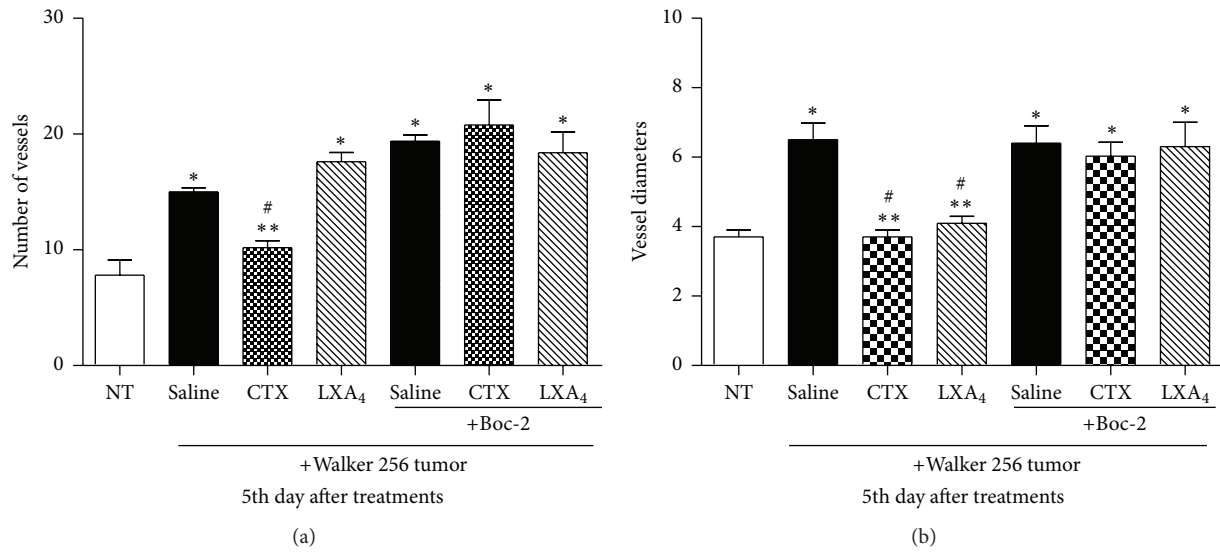 30
20
10
0
Number of vessels
*
#
**
*
*
*
*
NT Saline CTX LXA₄ Saline CTX LXA₄
+Boc-2
+Walker 256 tumor
5th day after treatments
(a)
10
8
6
4
2
0
Vessel diameters
*
#
**
#
**
*
*
*
NT Saline CTX LXA₄ Saline CTX LXA₄
+Boc-2
+Walker 256 tumor
5th day after treatments
(b)